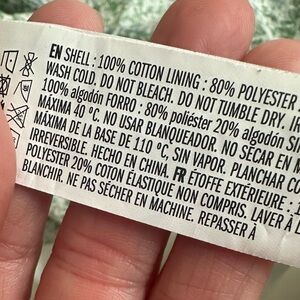 EN SHELL : 100% COTTON LINING : 80% POLYESTER
WASH COLD. DO NOT BLEACH. DO NOT TUMBLE DRY.
100% algodón FORRO : 80% poliéster 20% algodón
MÁXIMA 40 ºC. NO USAR BLANQUEADOR. NO SECAR EN
MÁXIMA DE LA BASE DE 110 ºC, SIN VAPOR. PLANCHAR
IRREVERSIBLE. HECHO EN CHINA. FR ÉTOFFE EXTÉRIEURE :
POLYESTER 20% COTON ÉLASTIQUE NON COMPRIS. LAVER À
BLANCHIR. NE PAS SÉCHER EN MACHINE. REPASSER À